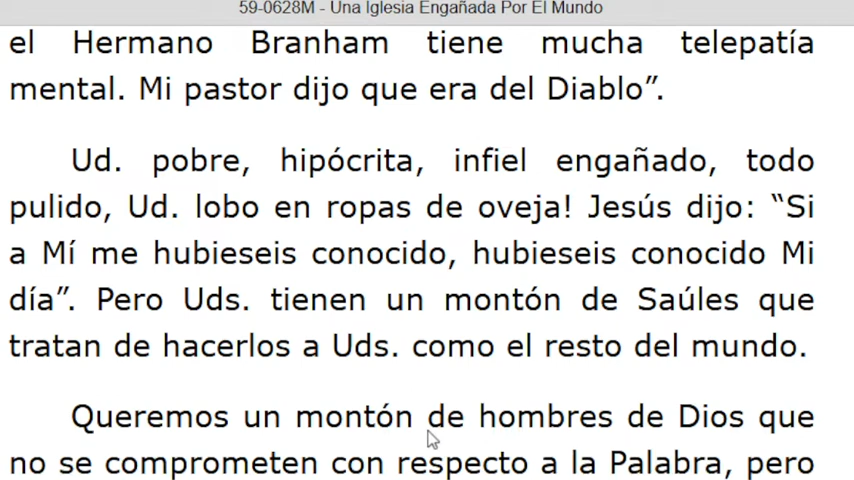 59-0628M - Una Iglesia Engañada Por El Mundo
el Hermano Branham tiene mucha telepatía
mental. Mi pastor dijo que era del Diablo”.
Ud. pobre, hipócrita, infiel engañado, todo
pulido, Ud. lobo en ropas de oveja! Jesús dijo: “Si
a Mí me hubieseis conocido, hubieseis conocido Mi
día”. Pero Uds. tienen un montón de Saúles que
tratan de hacerlos a Uds. como el resto del mundo.
Queremos un montón de hombres de Dios que
no se comprometen con respecto a la Palabra, pero